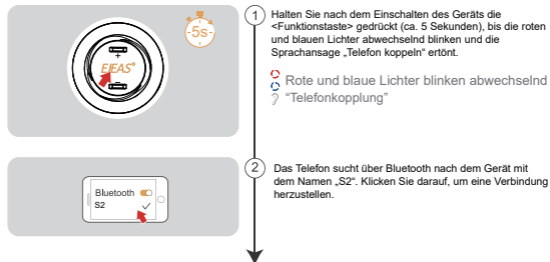 5s
+
EJEAS®
1
Halten Sie nach dem Einschalten des Geräts die
<Funktionstaste> gedrückt (ca. 5 Sekunden), bis die roten
und blauen Lichter abwechselnd blinken und die
Sprachansage „Telefon koppeln“ ertönt.
Rote und blaue Lichter blinken abwechselnd
“Telefonkopplung”
2
Das Telefon sucht über Bluetooth nach dem Gerät mit
dem Namen „S2“. Klicken Sie darauf, um eine Verbindung
herzustellen.
Bluetooth
S2